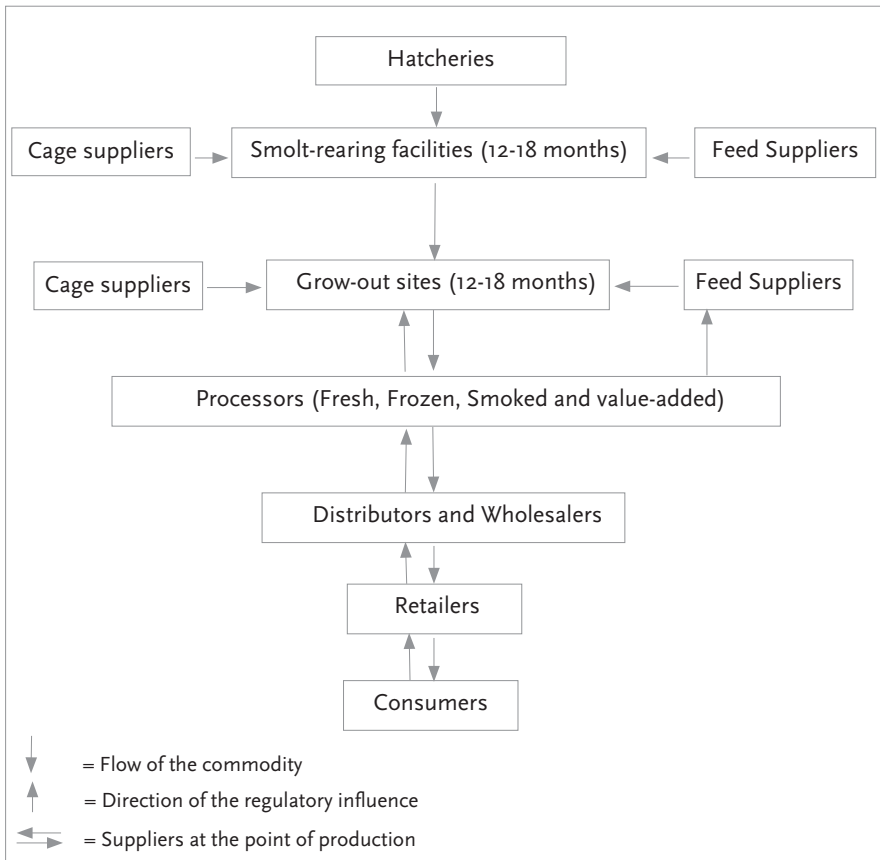 Hatcheries
Cage suppliers
Smolt-rearing facilities (12-18 months)
Feed Suppliers
Cage suppliers
Grow-out sites (12-18 months)
Feed Suppliers
Processors (Fresh, Frozen, Smoked and value-added)
Distributors and Wholesalers
Retailers
Consumers
= Flow of the commodity
= Direction of the regulatory influence
= Suppliers at the point of production